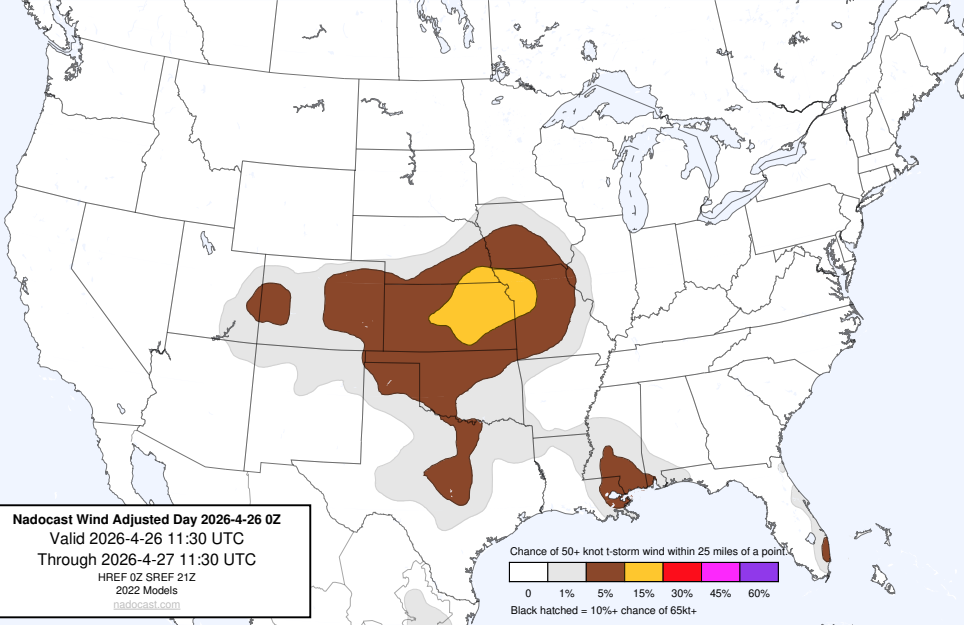 Nadocast Wind Adjusted Day 2026-4-26 0Z
Valid 2026-4-26 11:30 UTC
Through 2026-4-27 11:30 UTC
HREF 0Z SREF 21Z
2022 Models
nadocast.com
Chance of 50+ knot t-storm wind within 25 miles of a point.
0 1% 5% 15% 30% 45% 60%
Black hatched = 10%+ chance of 65kt+